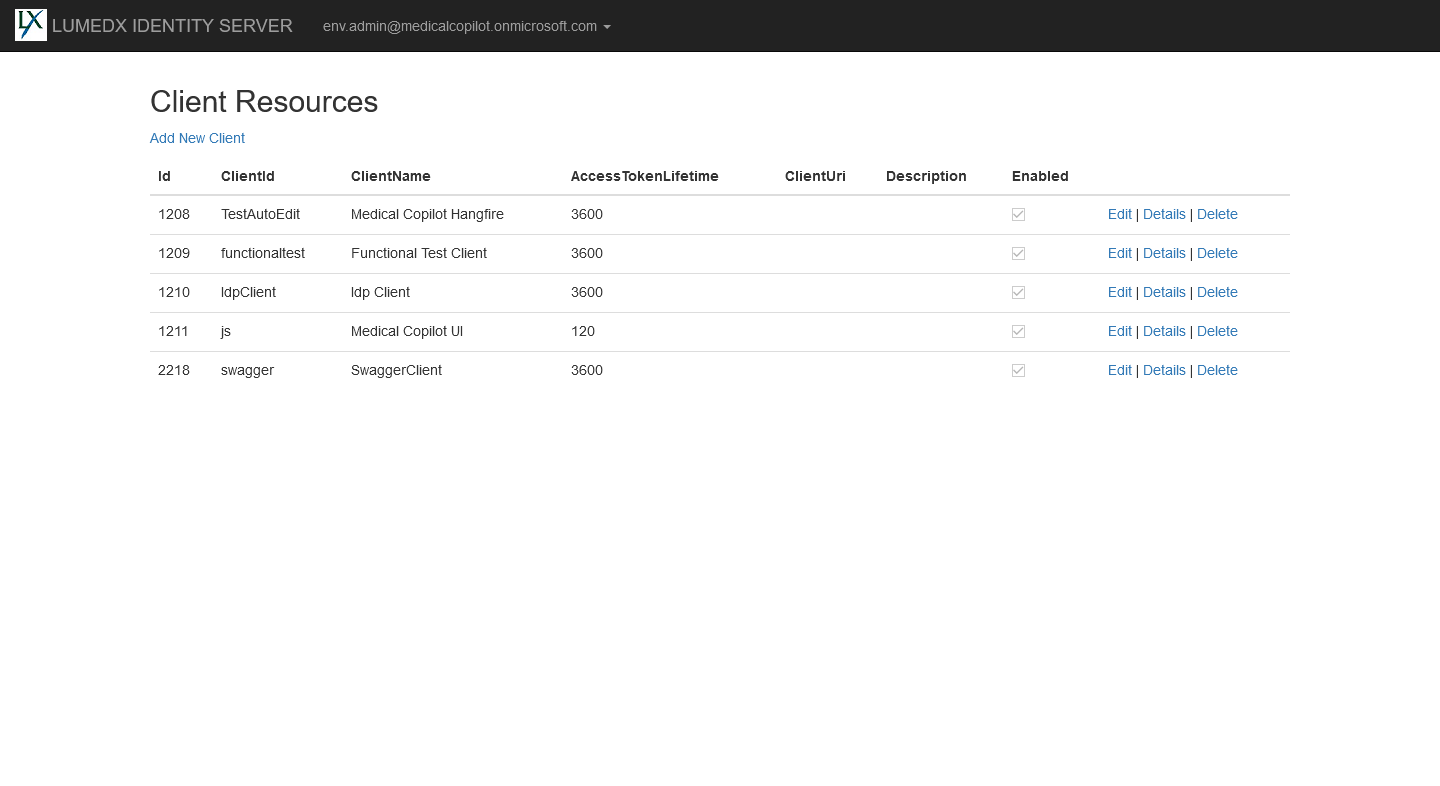 LX LUMEDX IDENTITY SERVER env.admin@medicalcopilot.onmicrosoft.com
Client Resources
Add New Client
Id ClientId ClientName AccessTokenLifetime ClientUri Description Enabled
1208 TestAutoEdit Medical Copilot Hangfire 3600 Edit | Details | Delete
1209 functionaltest Functional Test Client 3600 Edit | Details | Delete
1210 ldpClient ldp Client 3600 Edit | Details | Delete
1211 js Medical Copilot UI 120 Edit | Details | Delete
2218 swagger SwaggerClient 3600 Edit | Details | Delete